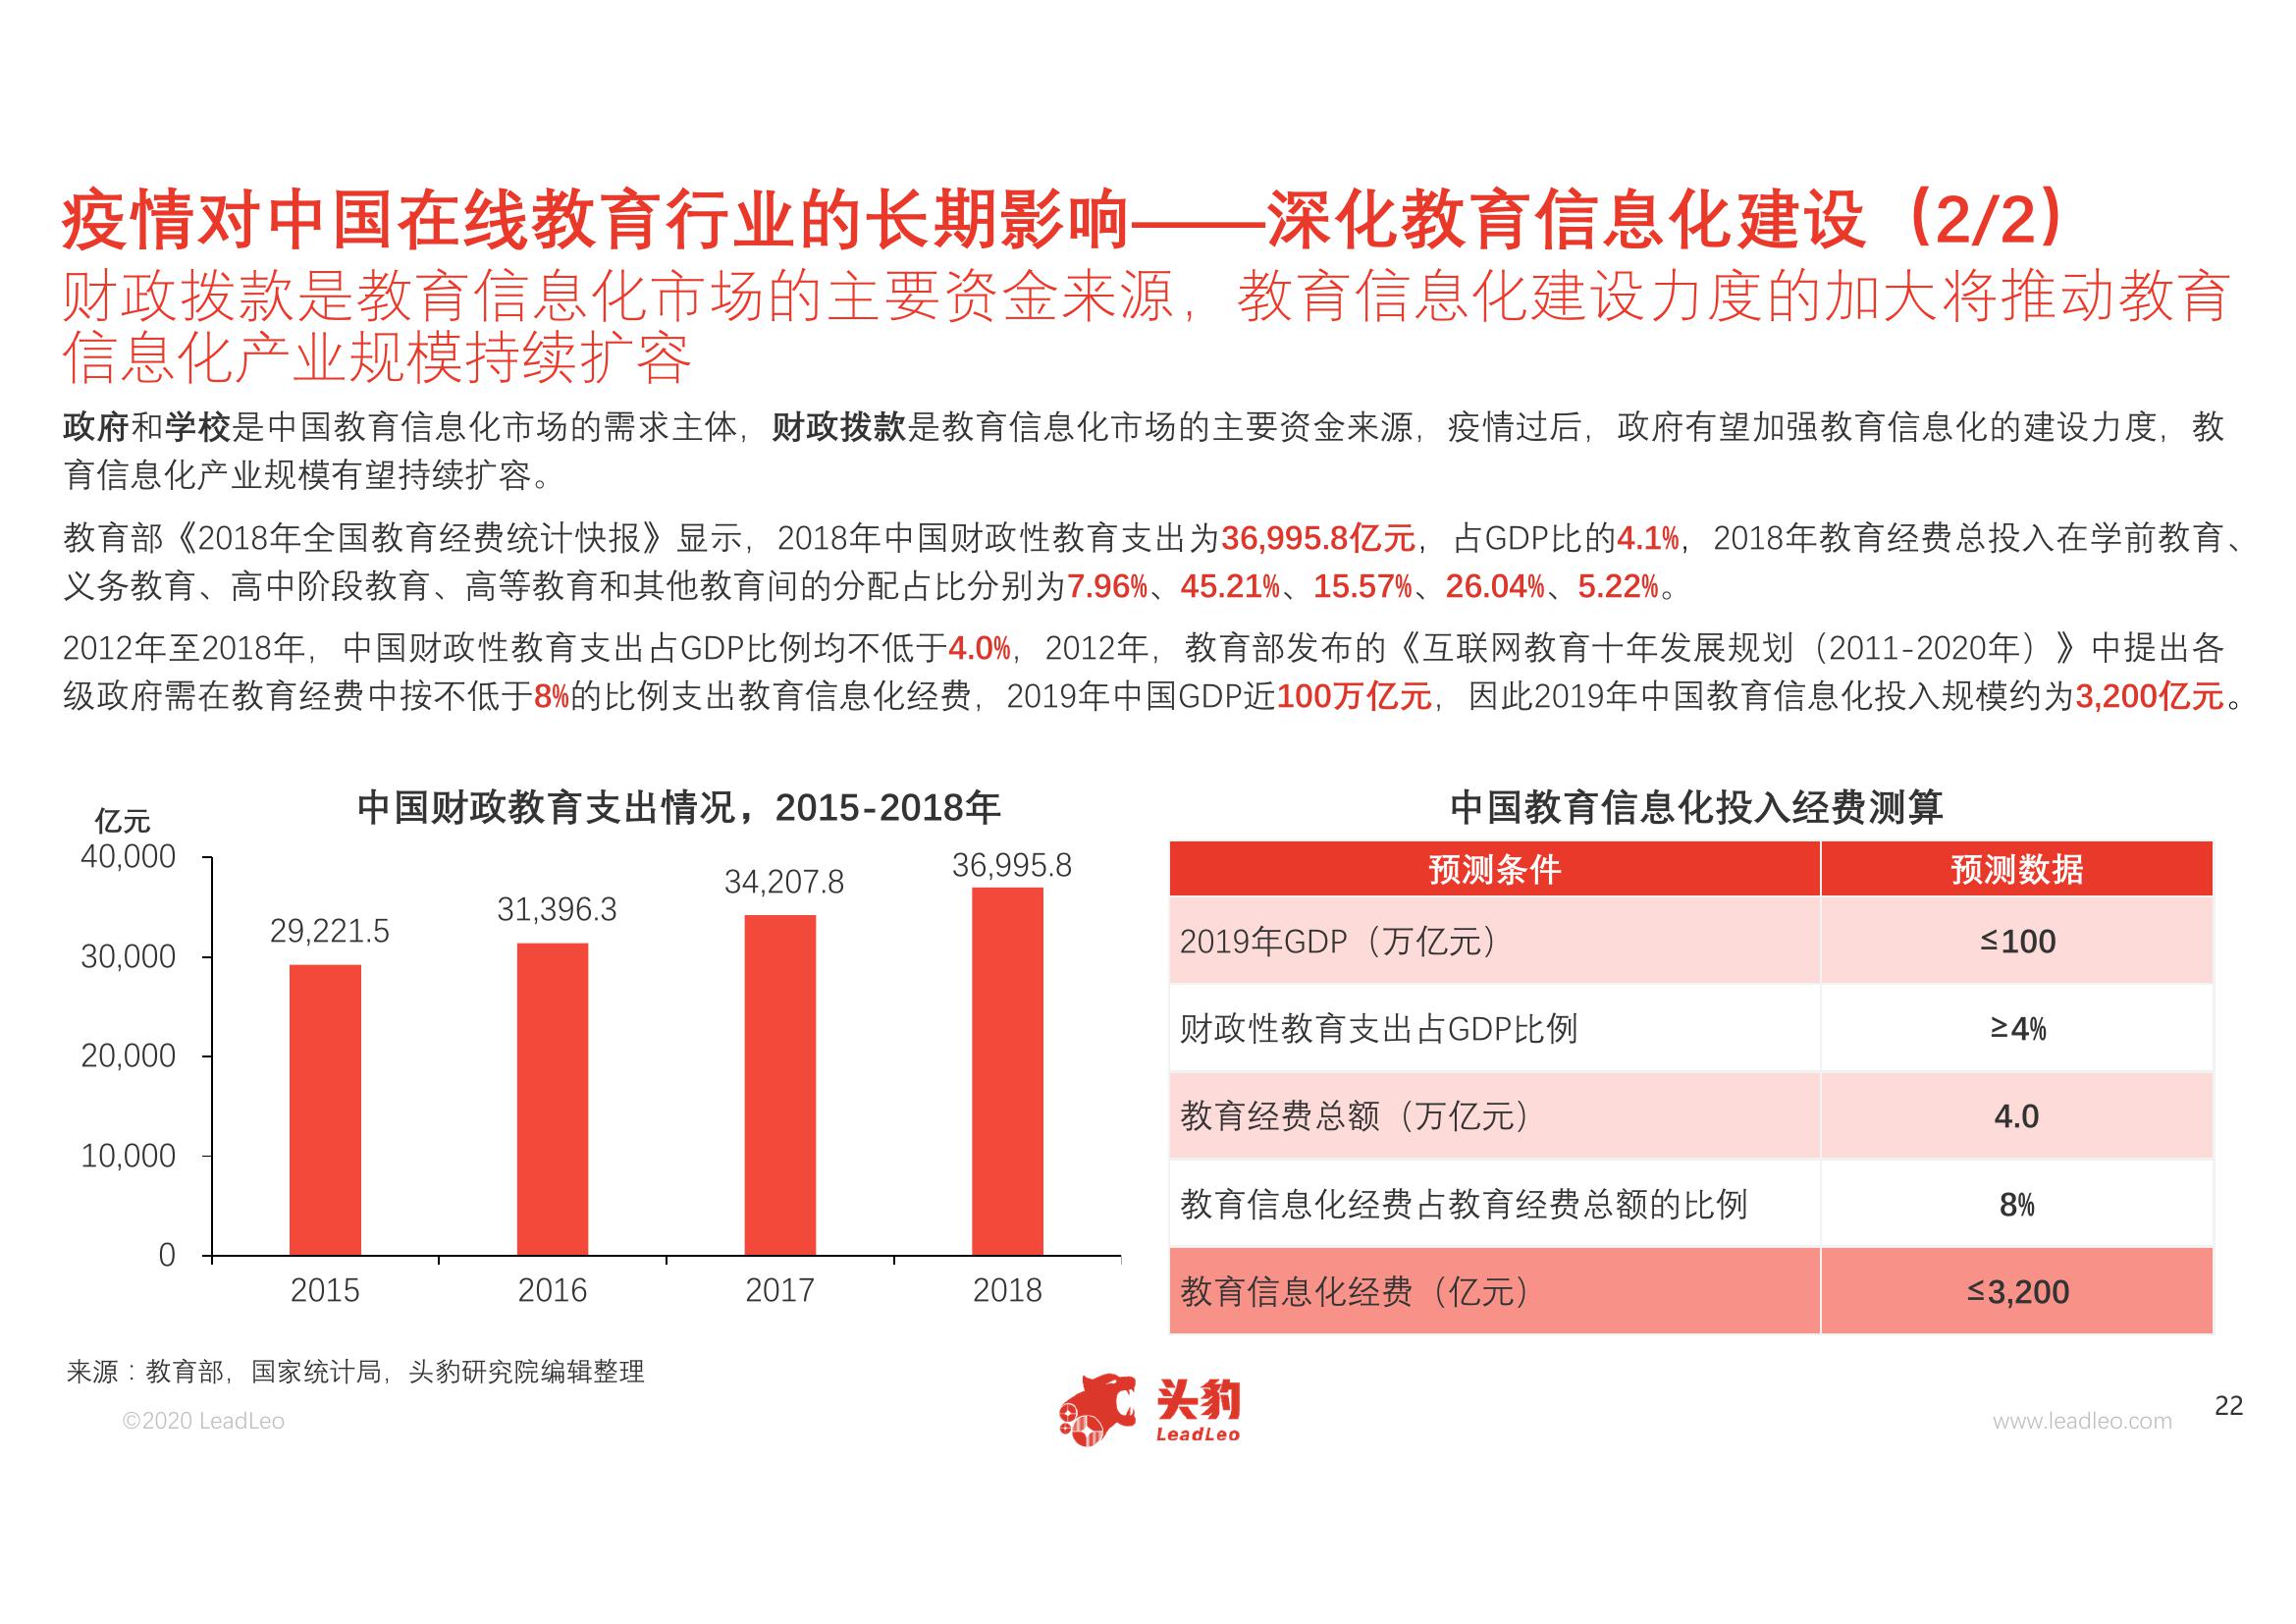 疫情对中国在线教育行业的长期影响——深化教育信息化建设（2/2）
财政拨款是教育信息化市场的主要资金来源，教育信息化建设力度的加大将推动教育
信息化产业规模持续扩容
政府和学校是中国教育信息化市场的需求主体，财政拨款是教育信息化市场的主要资金来源，疫情过后，政府有望加强教育信息化的建设力度，教
育信息化产业规模有望持续扩容。
教育部《2018年全国教育经费统计快报》显示，2018年中国财政性教育支出为36,995.8亿元，占GDP比的4.1%，2018年教育经费总投入在学前教育、
义务教育、高中阶段教育、高等教育和其他教育间的分配占比分别为7.96%、45.21%、15.57%、26.04%、5.22%。
2012年至2018年，中国财政性教育支出占GDP比例均不低于4.0%，2012年，教育部发布的《互联网教育十年发展规划（2011-2020年）》中提出各
级政府需在教育经费中按不低于8%的比例支出教育信息化经费，2019年中国GDP近100万亿元，因此2019年中国教育信息化投入规模约为3,200亿元。
中国财政教育支出情况，2015-2018年
亿元
40,000
30,000
20,000
10,000
0
29,221.5
31,396.3
34,207.8
36,995.8
2015
2016
2017
2018
中国教育信息化投入经费测算
预测条件 预测数据
2019年GDP（万亿元） ≤100
财政性教育支出占GDP比例 ≥4%
教育经费总额（万亿元） 4.0
教育信息化经费占教育经费总额的比例 8%
教育信息化经费（亿元） ≤3,200
来源：教育部，国家统计局，头豹研究院编辑整理
©2020 LeadLeo
头豹
LeadLeo
www.leadleo.com
22